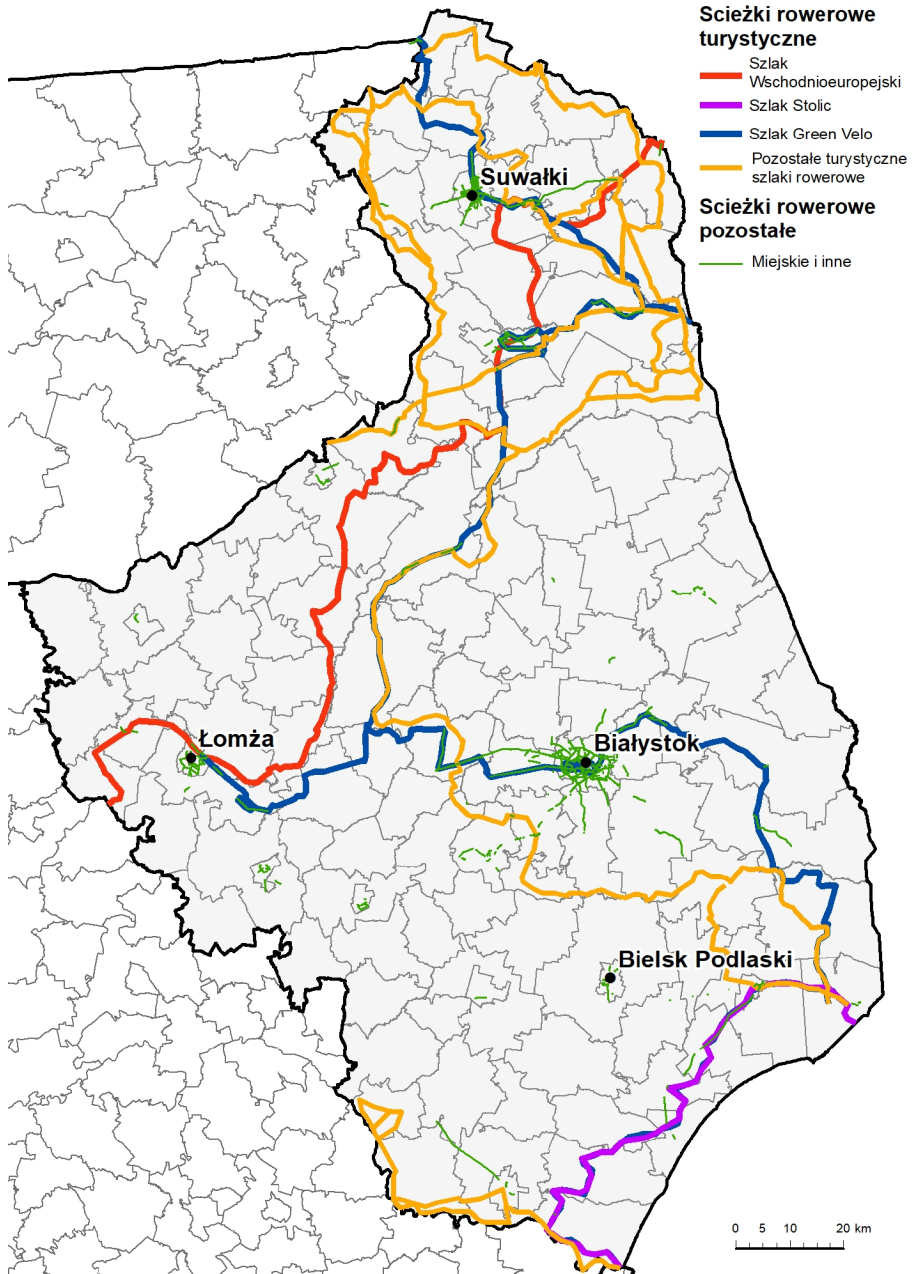 Scieżki rowerowe
turystyczne
Szlak
Wschodnioeuropejski
Szlak Stolic
Szlak Green Velo
Pozostałe turystyczne
szlaki rowerowe
Scieżki rowerowe
pozostałe
Miejskie i inne
Suwałki
Łomża
Białystok
Bielsk Podlaski
0 5 10 20 km